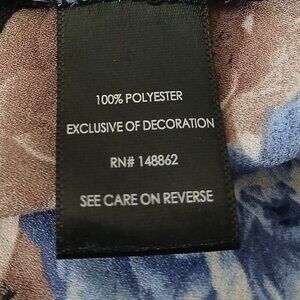 100% POLYESTER
EXCLUSIVE OF DECORATION
RN# 148862
SEE CARE ON REVERSE